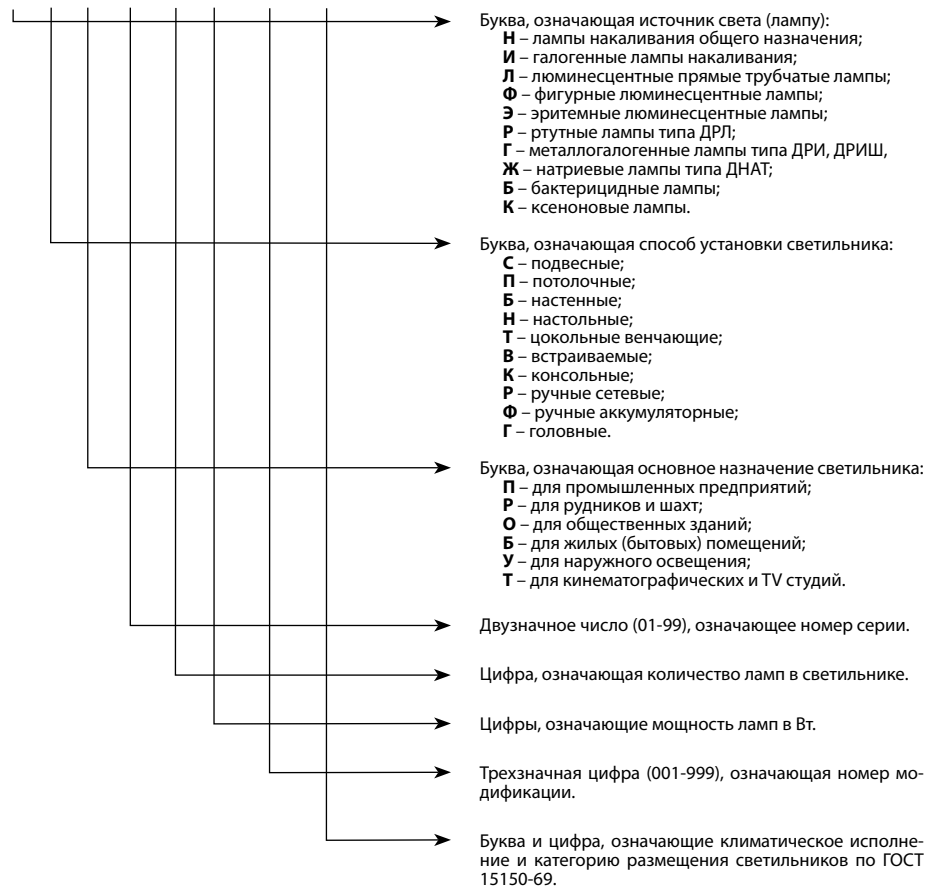 Буква, означающая источник света (лампу):
Н – лампы накаливания общего назначения;
И – галогенные лампы накаливания;
Л – люминесцентные прямые трубчатые лампы;
Ф – фигурные люминесцентные лампы;
Э – эритемные люминесцентные лампы;
Р – ртутные лампы типа ДРЛ;
Г – металлогалогенные лампы типа ДРИ, ДРИШ,
Ж – натриевые лампы типа ДНАТ;
Б – бактерицидные лампы;
К – ксеноновые лампы.
Буква, означающая способ установки светильника:
С – подвесные;
П – потолочные;
Б – настенные;
Н – настольные;
Т – цокольные венчающие;
В – встраиваемые;
К – консольные;
Р – ручные сетевые;
Ф – ручные аккумуляторные;
Г – головные.
Буква, означающая основное назначение светильника:
П – для промышленных предприятий;
Р – для рудников и шахт;
О – для общественных зданий;
Б – для жилых (бытовых) помещений;
У – для наружного освещения;
Т – для кинематографических и TV студий.
Двузначное число (01-99), означающее номер серии.
Цифра, означающая количество ламп в светильнике.
Цифры, означающие мощность ламп в Вт.
Трехзначная цифра (001-999), означающая номер мо-
дификации.
Буква и цифра, означающие климатическое исполне-
ние и категорию размещения светильников по ГОСТ
15150-69.